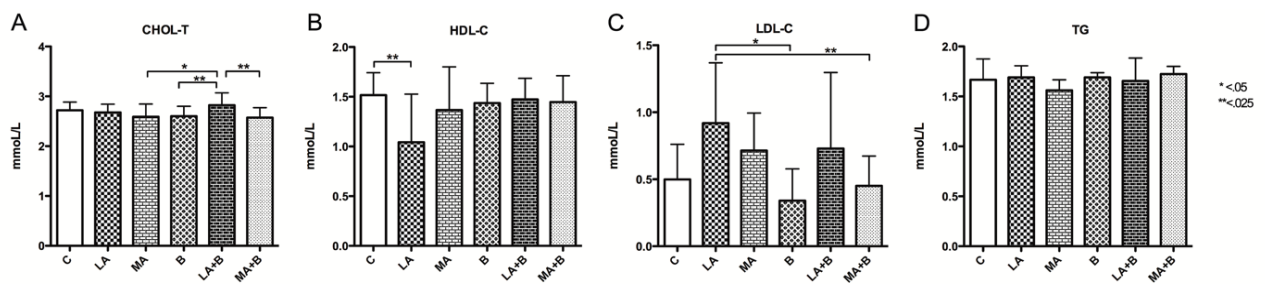 A
CHOL-T
mmoL/L
4
3
2
1
0
*
**
**
C
LA
MA
B
LA+B
MA+B
B
HDL-C
mmoL/L
2.0
1.5
1.0
0.5
0.0
**
C
LA
MA
B
LA+B
MA+B
C
LDL-C
mmoL/L
1.5
1.0
0.5
0.0
*
**
C
LA
MA
B
LA+B
MA+B
D
TG
mmoL/L
2.0
1.5
1.0
0.5
0.0
C
LA
MA
B
LA+B
MA+B
* <.05
**<.025